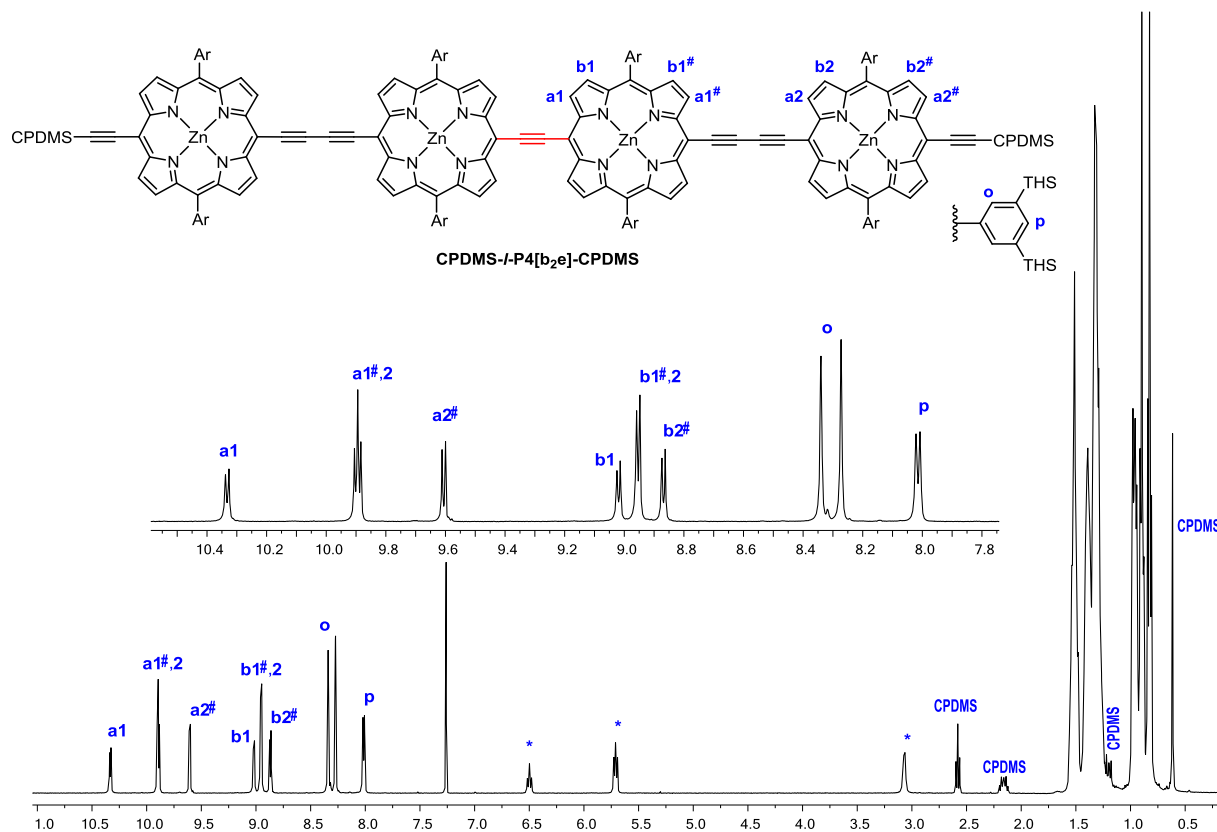 Ar Ar Ar Ar
b1 b1# b2 b2#
a1 a1# a2 a2#
N N N N N N N N
CPDMS Zn Zn Zn Zn CPDMS
N N N N N N N N
Ar Ar Ar Ar
THS
o
p
THS
CPDMS-l-P4[b2e]-CPDMS
o
b1#,2
a1#,2
a2#
b2#
p
a1
b1
CPDMS
10.4 10.2 10.0 9.8 9.6 9.4 9.2 9.0 8.8 8.6 8.4 8.2 8.0 7.8
o
a1#,2
b1#,2
p
a2#
b2#
a1
b1
*
*
*
CPDMS
CPDMS
CPDMS
1.0 10.5 10.0 9.5 9.0 8.5 8.0 7.5 7.0 6.5 6.0 5.5 5.0 4.5 4.0 3.5 3.0 2.5 2.0 1.5 1.0 0.5